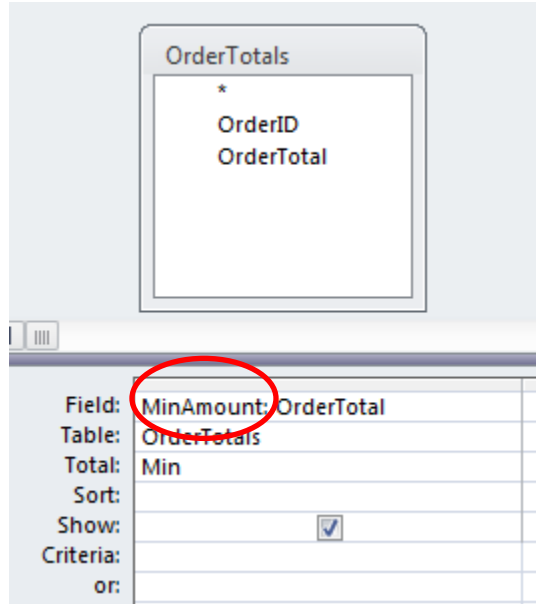 OrderTotals
*
OrderID
OrderTotal
Field: MinAmount: OrderTotal
Table: OrderTotals
Total: Min
Sort:
Show:
Criteria:
or: